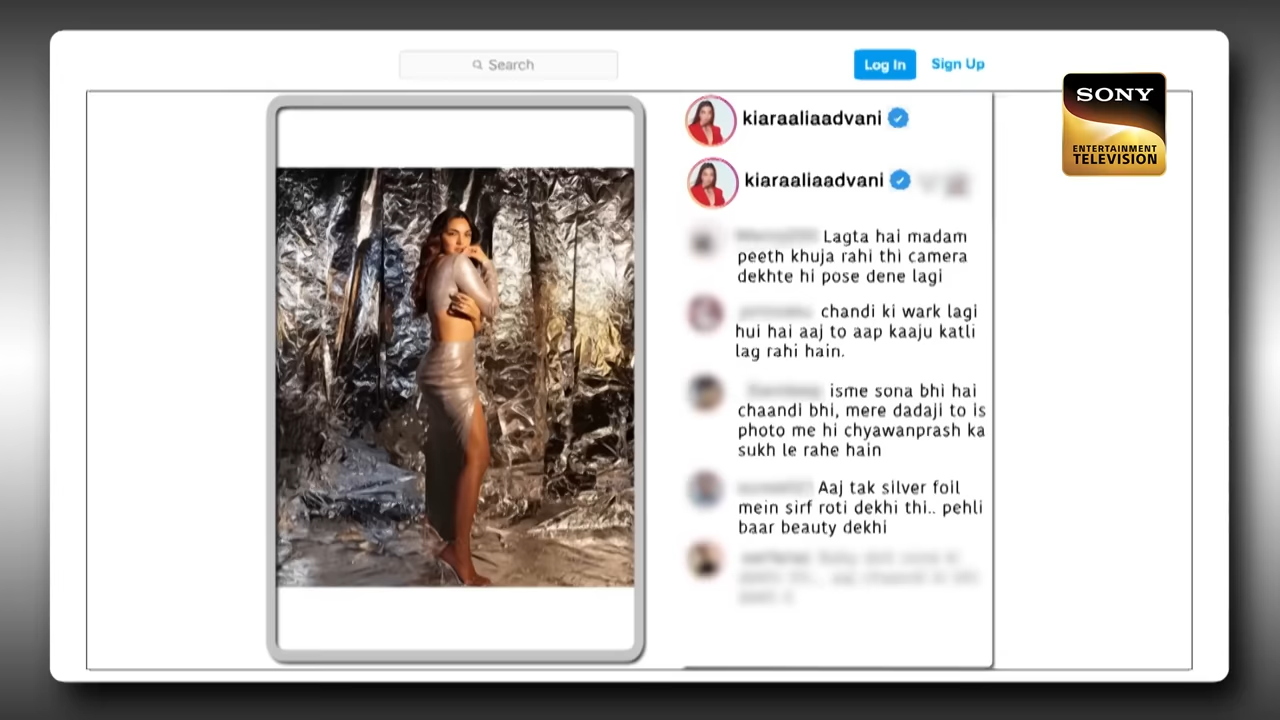 Search
Log In
Sign Up
SONY
ENTERTAINMENT
TELEVISION
kiaraaliaadvani
kiaraaliaadvani
Lagta hai madam
peeth khuja rahi thi camera
dekhte hi pose dene lagi
chandi ki wark lagi
hui hai aaj to aap kaaju katli
lag rahi hain.
isme sona bhi hai
chaandi bhi, mere dadaji to is
photo me hi chyawanprash ka
sukh le rahe hain
Aaj tak silver foil
mein sirf roti dekhi thi.. pehli
baar beauty dekhi